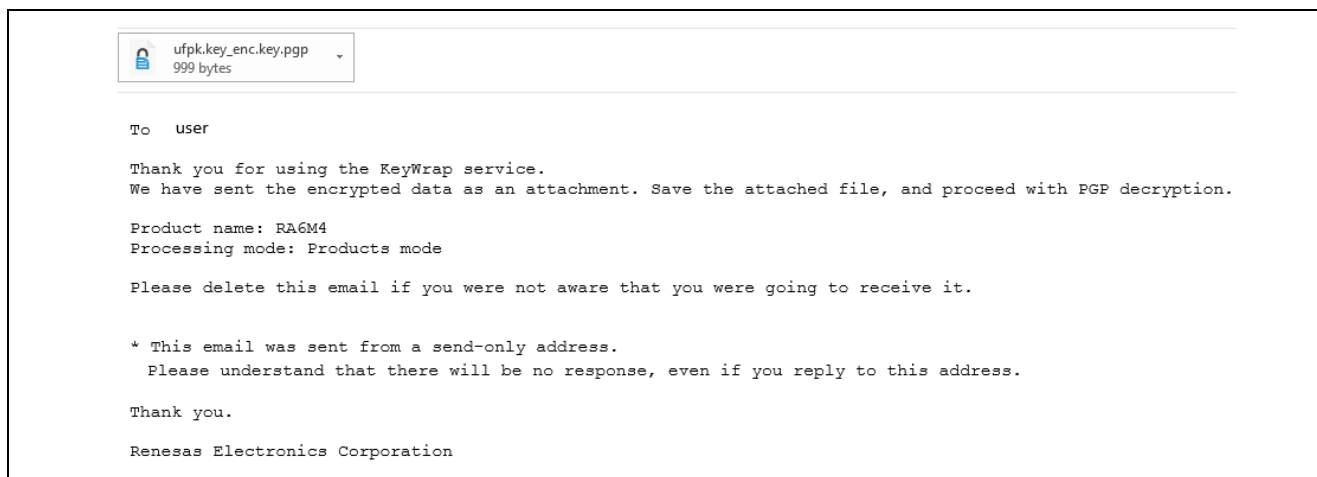 ufpk.key_enc.key.pgp
999 bytes
To user
Thank you for using the KeyWrap service.
We have sent the encrypted data as an attachment. Save the attached file, and proceed with PGP decryption.
Product name: RA6M4
Processing mode: Products mode
Please delete this email if you were not aware that you were going to receive it.
* This email was sent from a send-only address.
Please understand that there will be no response, even if you reply to this address.
Thank you.
Renesas Electronics Corporation